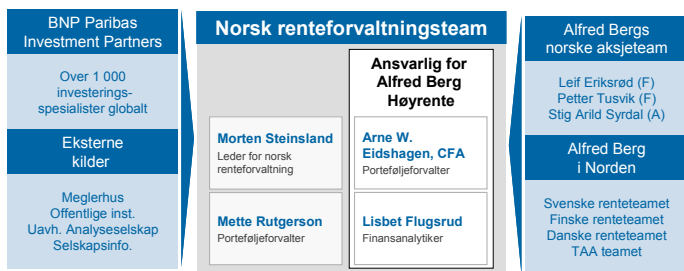 BNP Paribas
Investment Partners
Over 1 000
investerings-
spesialister globalt
Eksterne
kilder
Meglerhus
Offentlige inst.
Uavh. Analyseselskap
Selskapsinfo.
Norsk renteforvaltningsteam
Ansvarlig for
Alfred Berg
Høyrente
Morten Steinsland
Leder for norsk
renteforvaltning
Arne W.
Eidshagen, CFA
Porteføljeforvalter
Mette Rutgerson
Porteføljeforvalter
Lisbet Flugsrud
Finansanalytiker
Alfred Bergs
norske aksjeteam
Leif Eriksrød (F)
Petter Tusvik (F)
Stig Arild Syrdal (A)
Alfred Berg
i Norden
Svenske renteteamet
Finske renteteamet
Danske renteteamet
TAA teamet